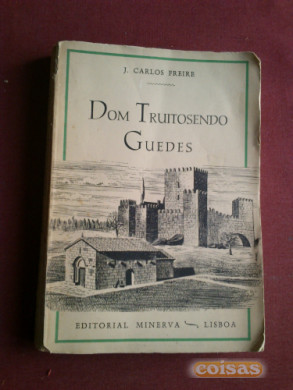 J. CARLOS FREIRE
DOM TRUITOSENDO
GUEDES
EDITORIAL MINERVA LISBOA
coisas